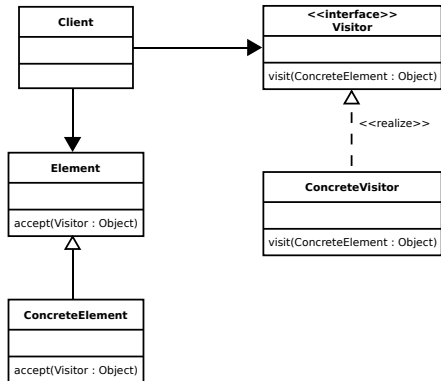 Client
<<interface>>
Visitor
visit(ConcreteElement : Object)
<<realize>>
Element
accept(Visitor : Object)
ConcreteVisitor
visit(ConcreteElement : Object)
ConcreteElement
accept(Visitor : Object)